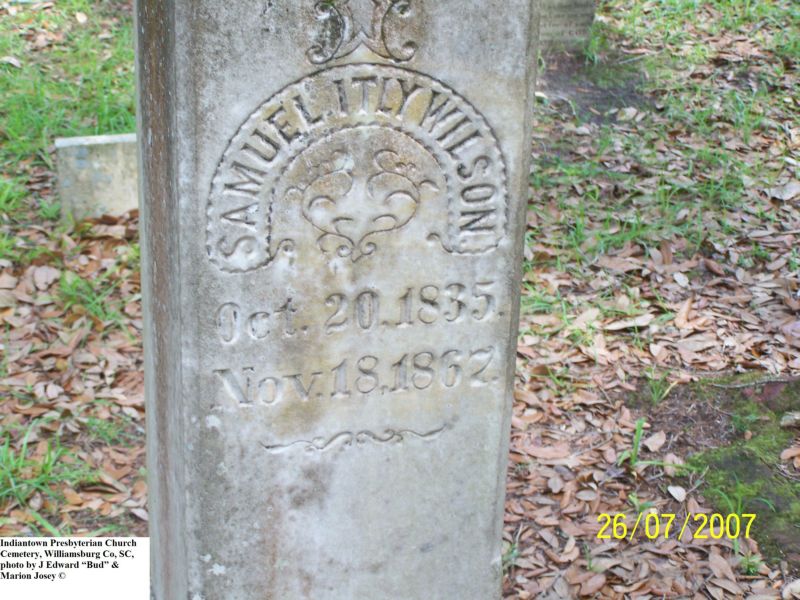 SAMUEL ITLY WILSON
Oct. 20, 1835.
Nov. 18, 1862.
26/07/2007
Indiantown Presbyterian Church
Cemetery, Williamsburg Co, SC,
photo by J Edward “Bud” &
Marion Josey ©